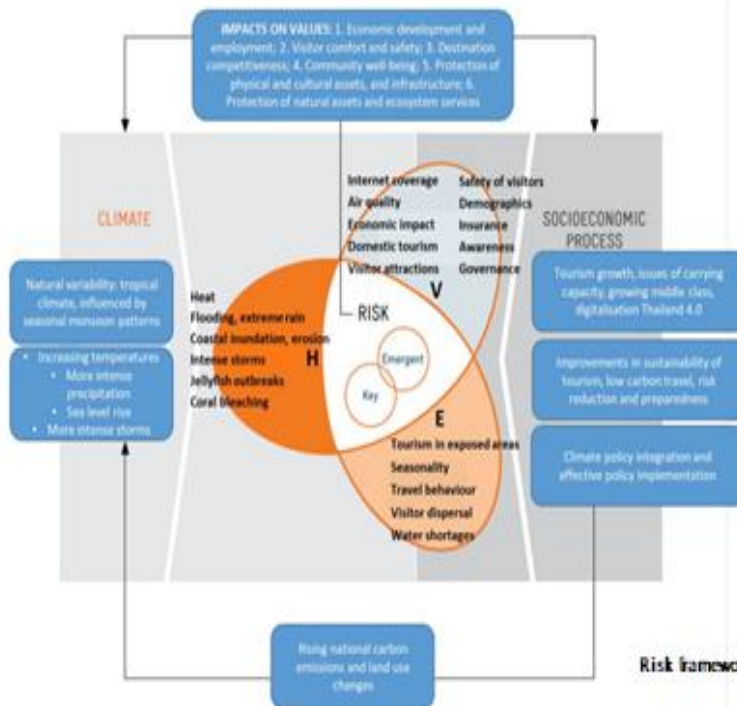 IMPACTS ON VALUES: 1. Economic development and
employment; 2. Visitor comfort and safety; 3. Destination
competitiveness; 4. Community well-being; 5. Protection of
physical and cultural assets, and infrastructure; 6.
Protection of natural assets and ecosystem services
CLIMATE
Natural variability: tropical
climate, influenced by
seasonal monsoon patterns
• Increasing temperatures
• More intense
precipitation
• Sea level rise
• More intense storms
Heat
Flooding, extreme rain
Coastal inundation, erosion
Intense storms
Jellyfish outbreaks
Coral bleaching
H
Internet coverage
Air quality
Economic impact
Domestic tourism
Visitor attractions
Safety of visitors
Demographics
Insurance
Awareness
Governance
V
RISK
Emergent
Key
E
Tourism in exposed areas
Seasonality
Travel behaviour
Visitor dispersal
Water shortages
SOCIOECONOMIC
PROCESS
Tourism growth, issues of carrying
capacity, growing middle class,
digitalisation Thailand 4.0
Improvements in sustainability of
tourism, low carbon travel, risk
reduction and preparedness
Climate policy integration and
effective policy implementation
Rising national carbon
emissions and land use
changes
Risk framewo